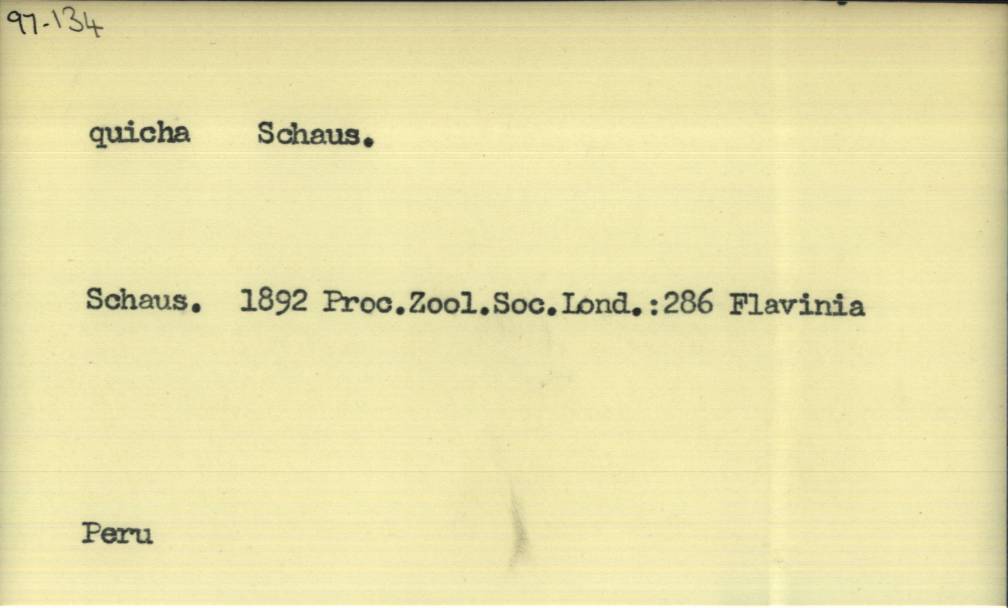 97-134
quicha Schaus.
Schaus. 1892 Proc.Zool.Soc.Lond.:286 Flavinia
Peru